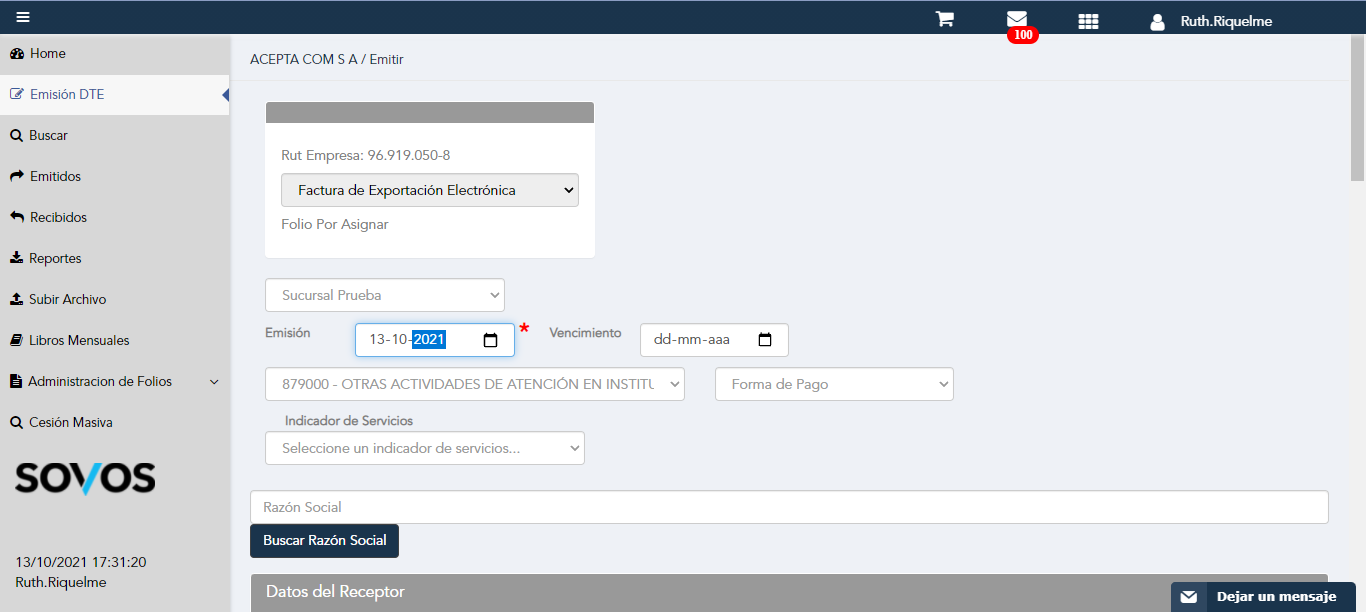 Ruth.Riquelme
100
Home
Emisión DTE
Buscar
Emitidos
Recibidos
Reportes
Subir Archivo
Libros Mensuales
Administracion de Folios
Cesión Masiva
SOVOS
13/10/2021 17:31:20
Ruth.Riquelme
ACEPTA COM S A / Emitir
Rut Empresa: 96.919.050-8
Factura de Exportación Electrónica
Folio Por Asignar
Sucursal Prueba
Emisión 13-10-2021 * Vencimiento dd-mm-aaa
879000 - OTRAS ACTIVIDADES DE ATENCIÓN EN INSTITU Forma de Pago
Indicador de Servicios
Seleccione un indicador de servicios...
Razón Social
Buscar Razón Social
Datos del Receptor
Dejar un mensaje